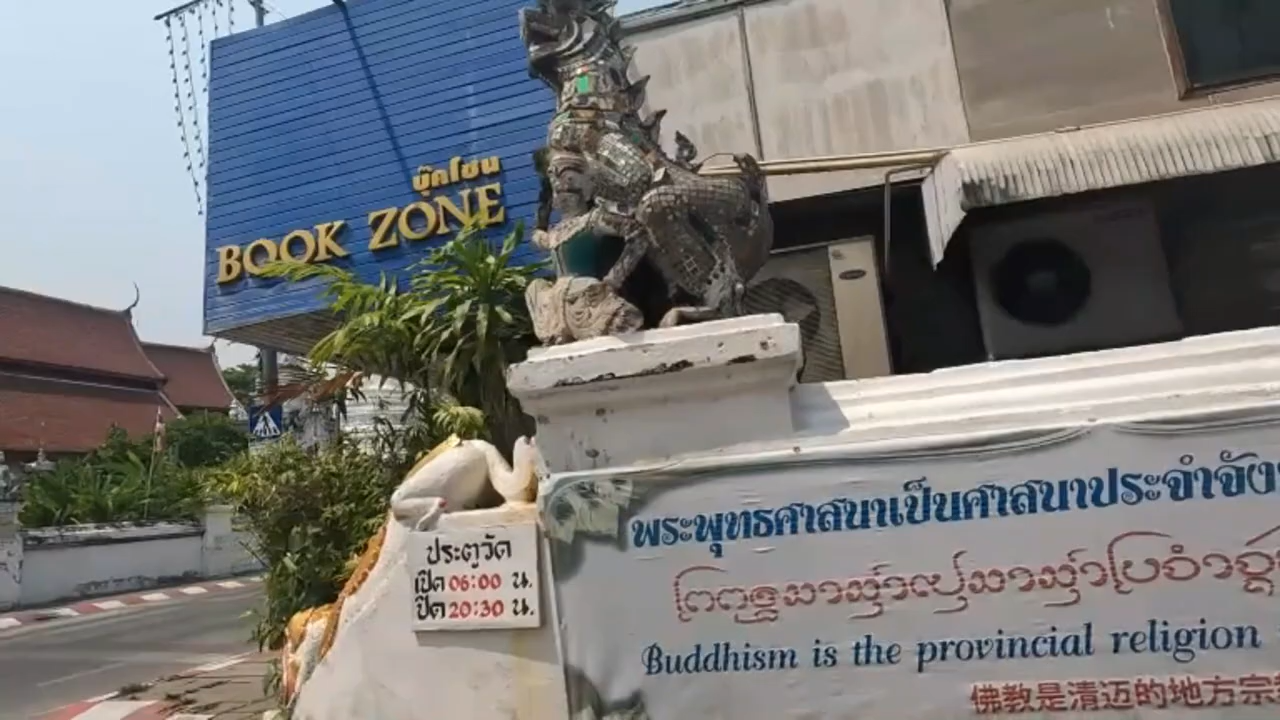 บุ๊คโซน
BOOK ZONE
ประตูวัด
เปิด 06:00 น.
ปิด 20:30 น.
พระพุทธศาสนาเป็นศาสนาประจำจัง
Buddhism is the provincial religion
佛教是清迈的地方宗